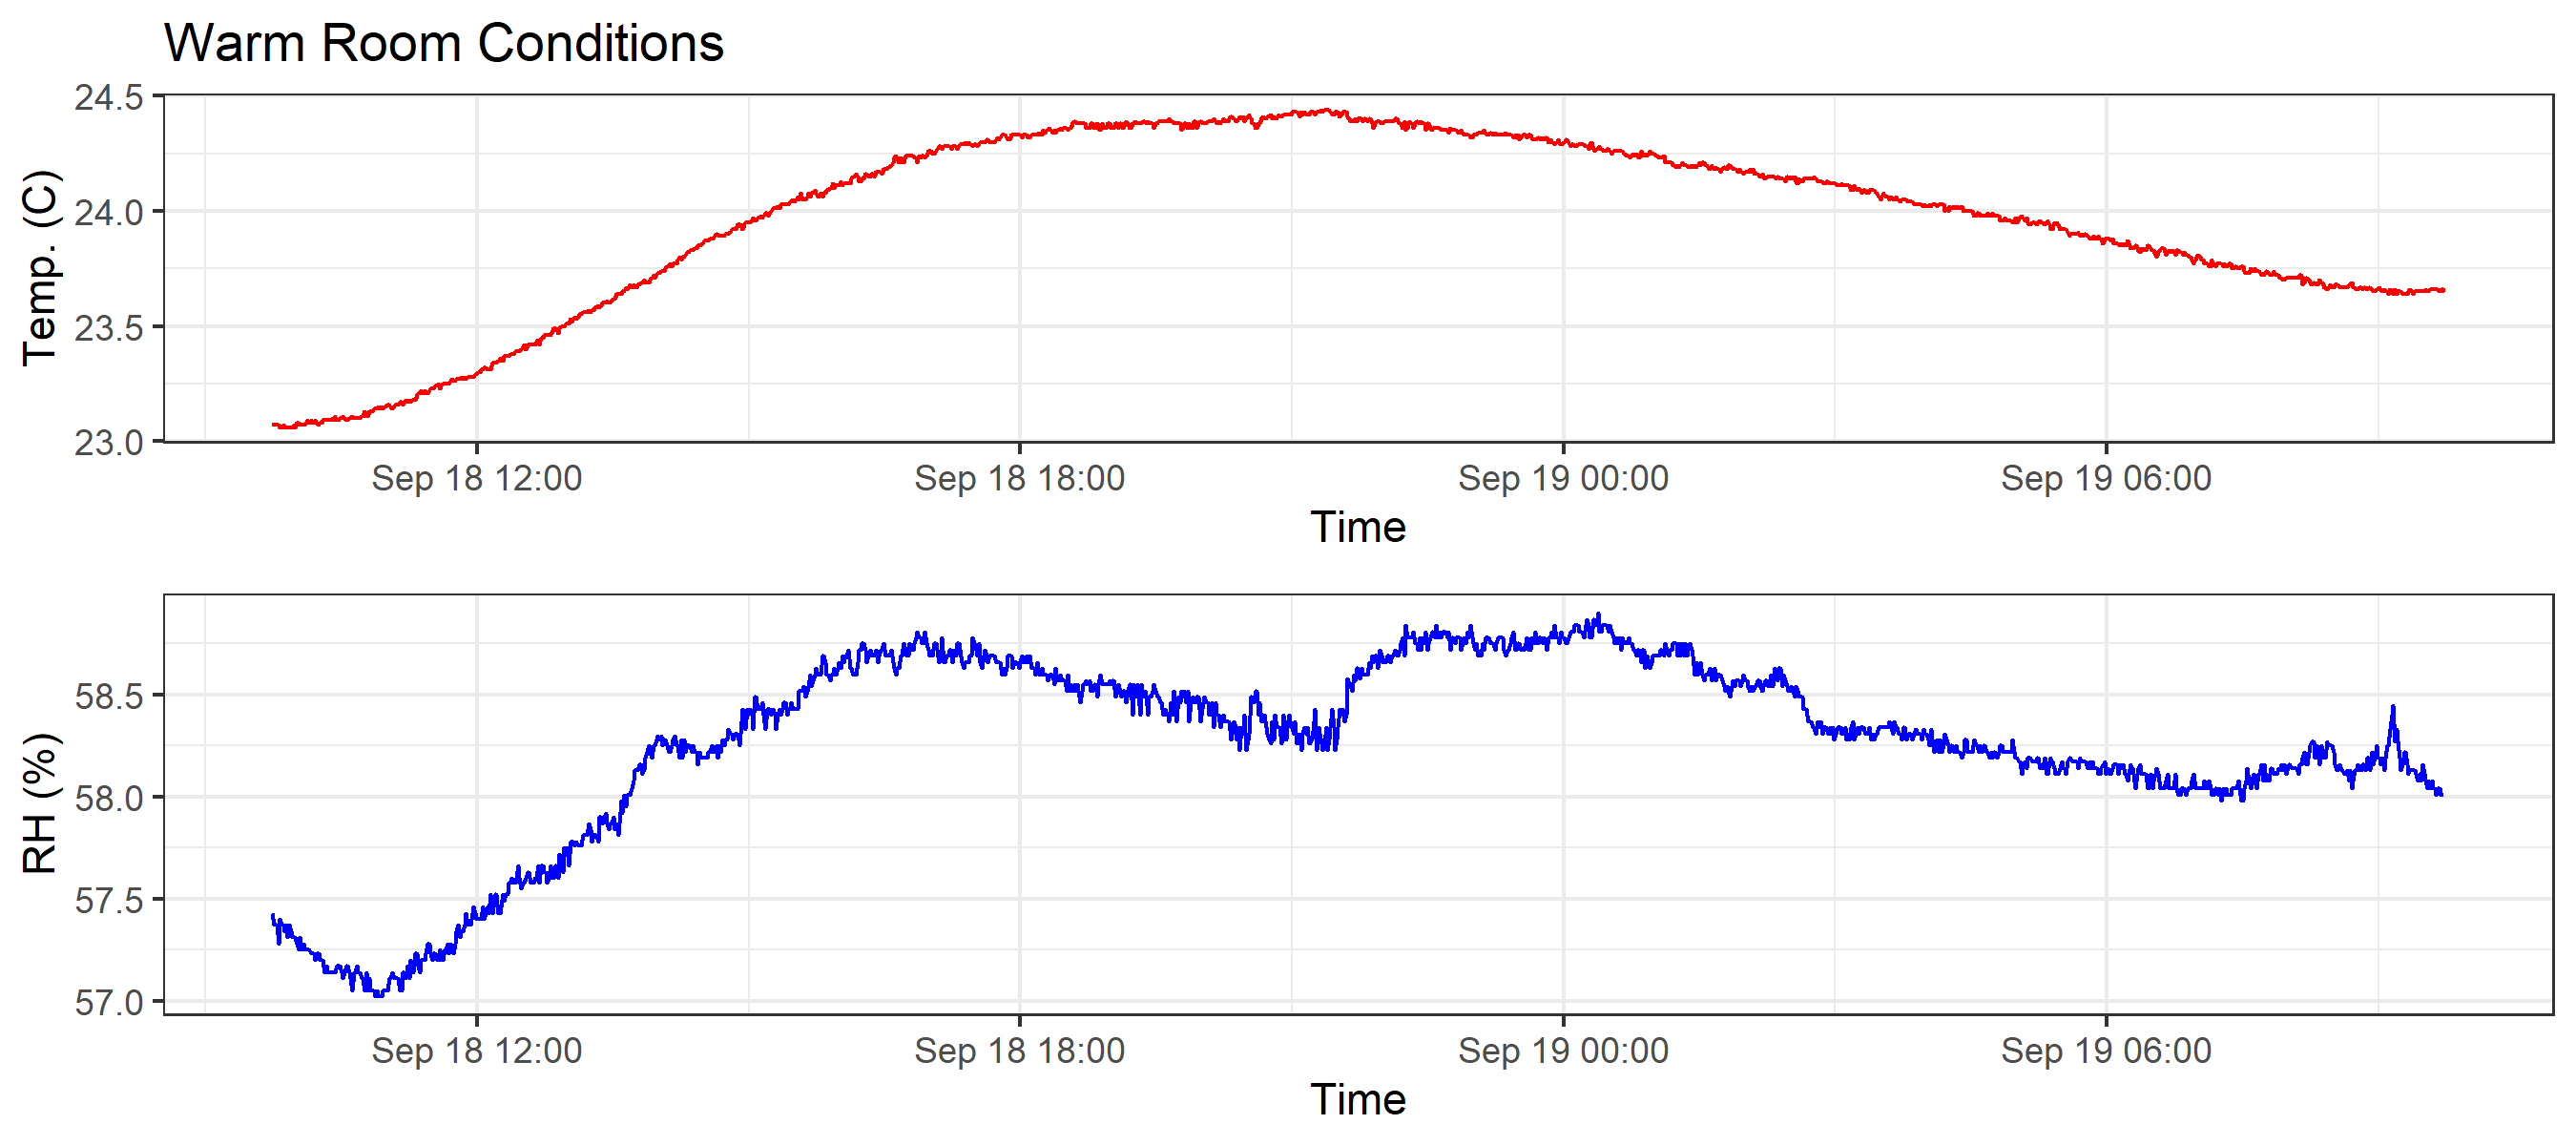 Warm Room Conditions
24.5
24.0
23.5
23.0
Temp. (C)
Sep 18 12:00 Sep 18 18:00 Sep 19 00:00 Sep 19 06:00
Time
58.5
58.0
57.5
57.0
RH (%)
Sep 18 12:00 Sep 18 18:00 Sep 19 00:00 Sep 19 06:00
Time